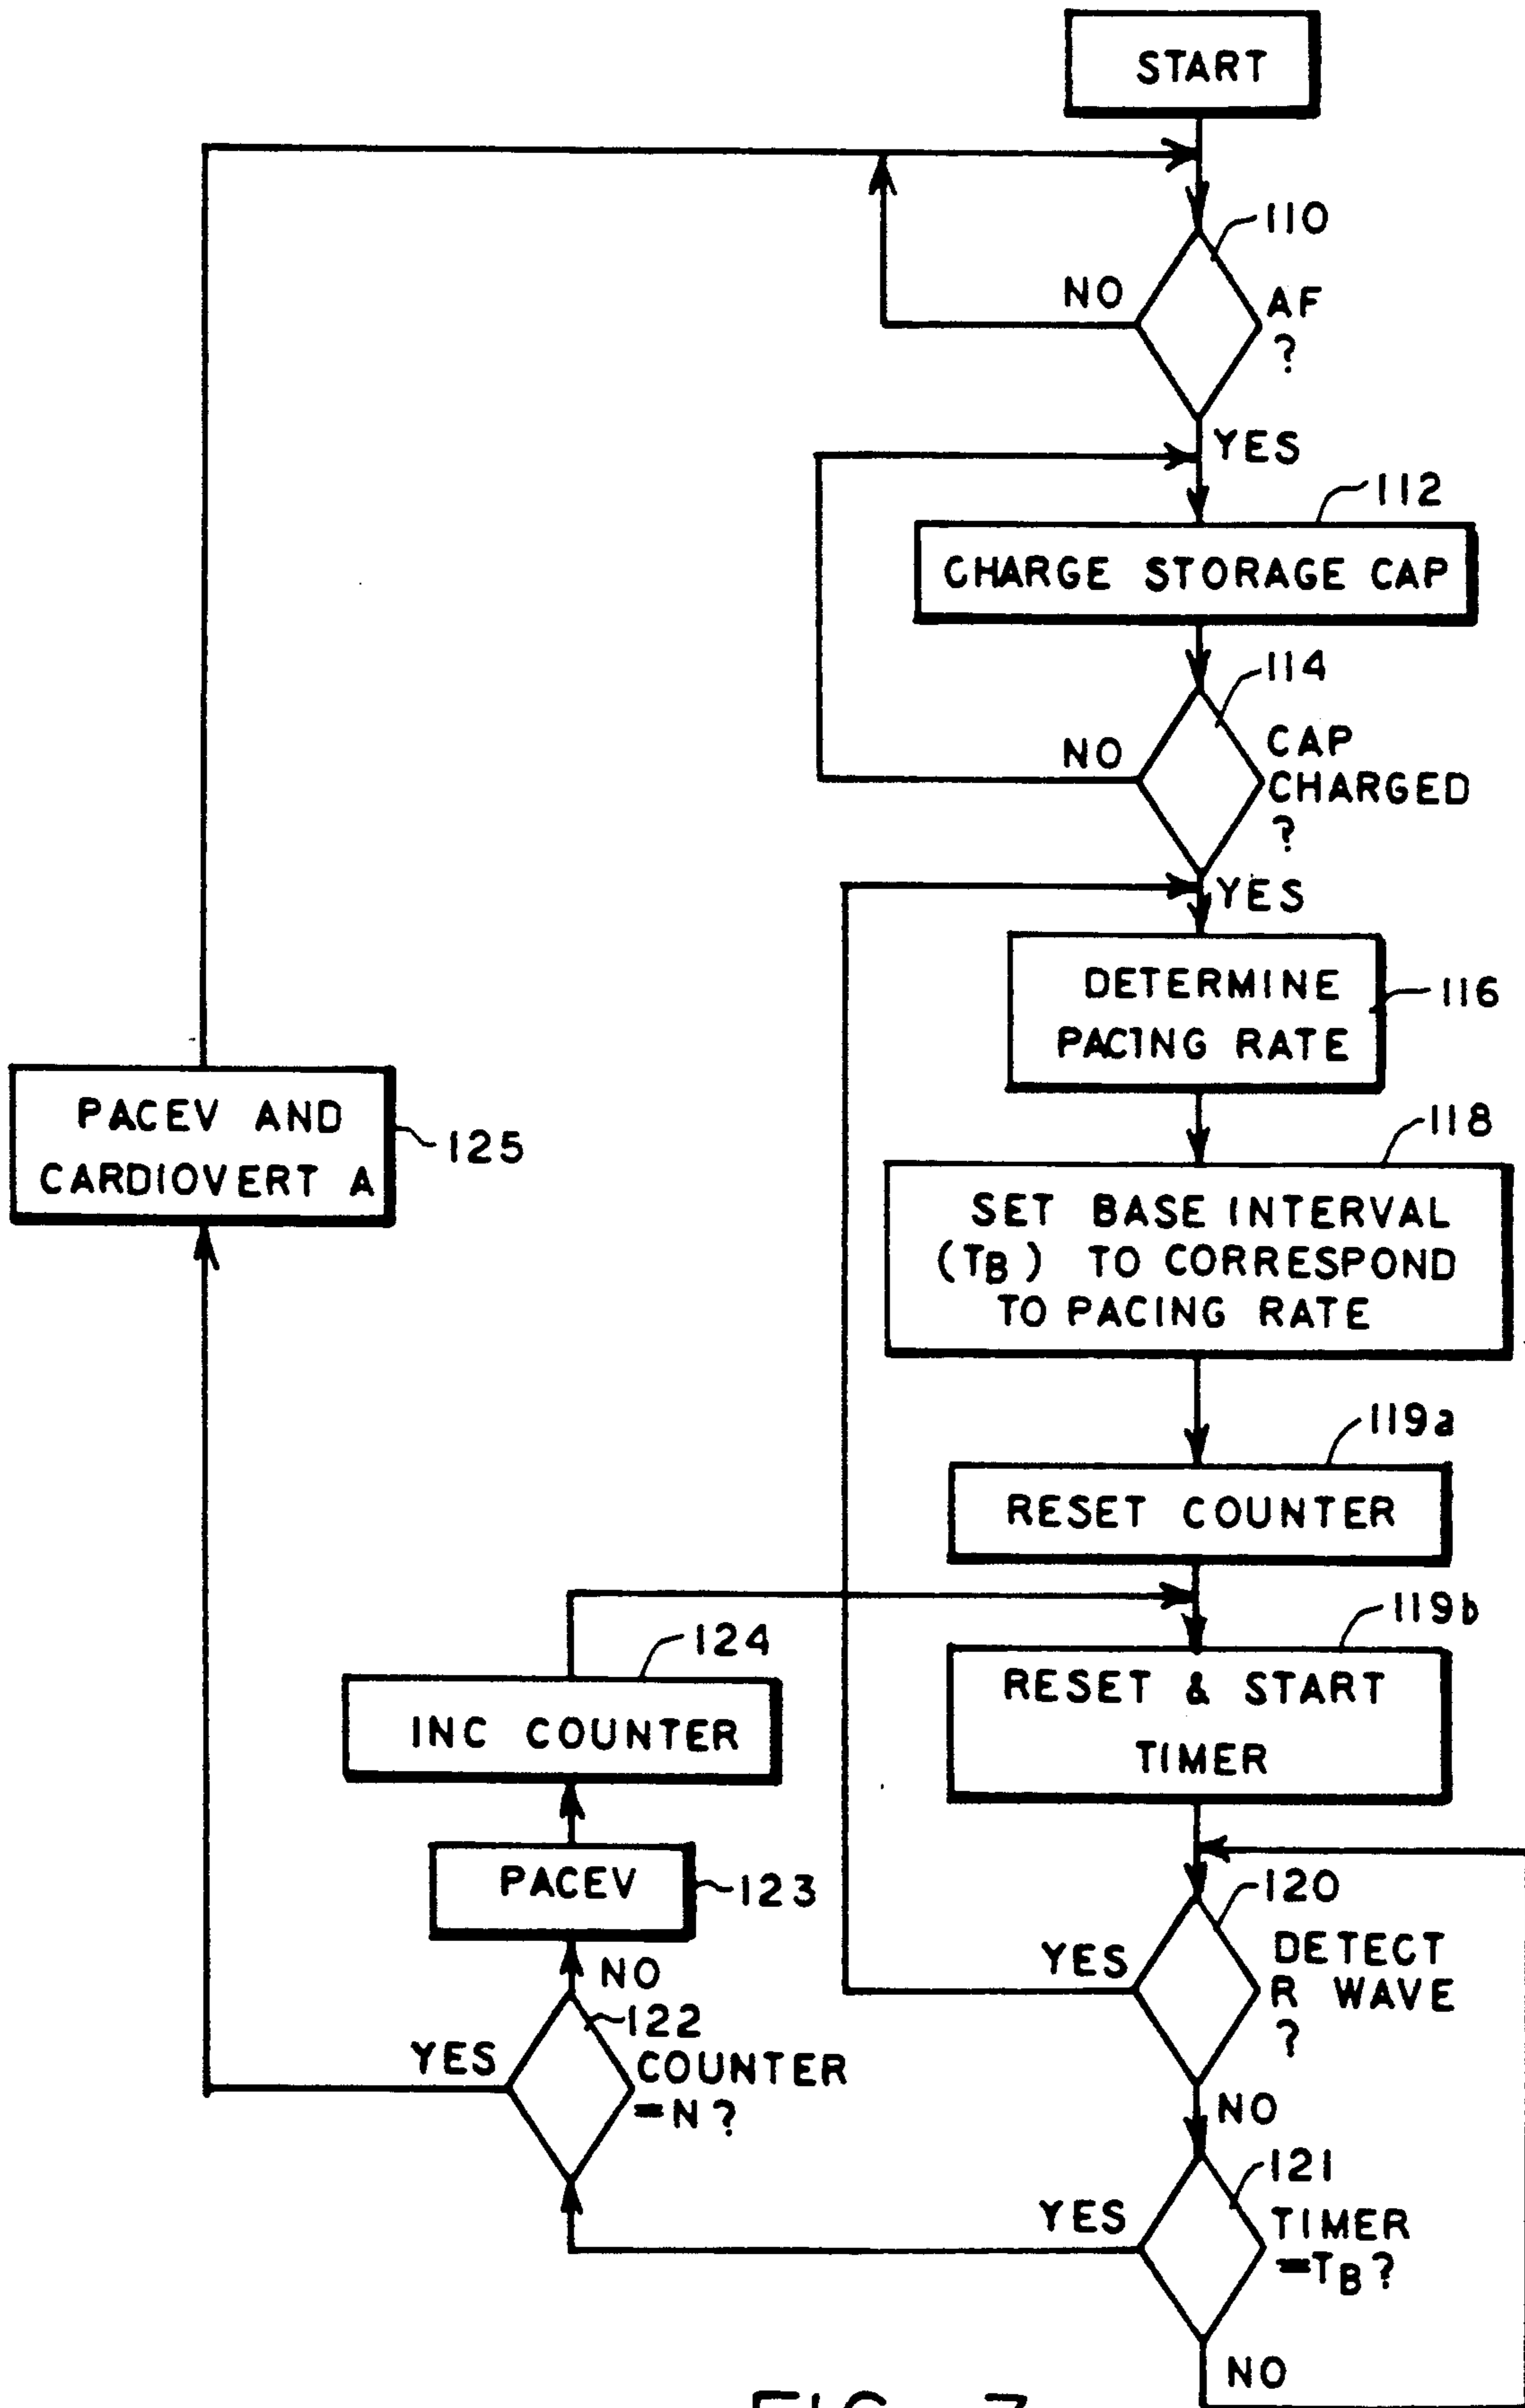 START
110
NO
AF
?
YES
112
CHARGE STORAGE CAP
114
NO
CAP
CHARGED
?
YES
DETERMINE
PACING RATE
116
PACEV AND
CARDIOVERT A
125
118
SET BASE INTERVAL
(TB) TO CORRESPOND
TO PACING RATE
119a
RESET COUNTER
119b
RESET & START
TIMER
124
INC COUNTER
PACEV
123
120
YES
DETECT
R WAVE
?
NO
122
YES
COUNTER
=N?
NO
121
YES
TIMER
=TB?
NO